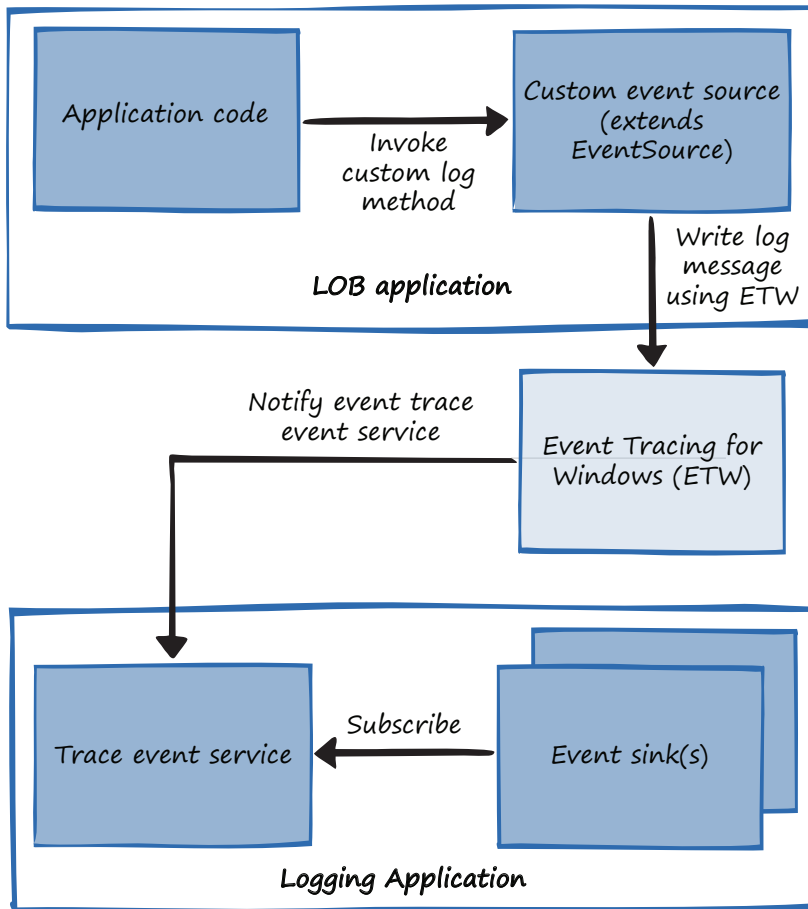 Application code
Invoke
custom log
method
Custom event source
(extends
EventSource)
Write log
message
using ETW
LOB application
Notify event trace
event service
Event Tracing for
Windows (ETW)
Trace event service
Subscribe
Event sink(s)
Logging Application